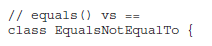 // equals() vs ==
class EqualsNotEqualTo {